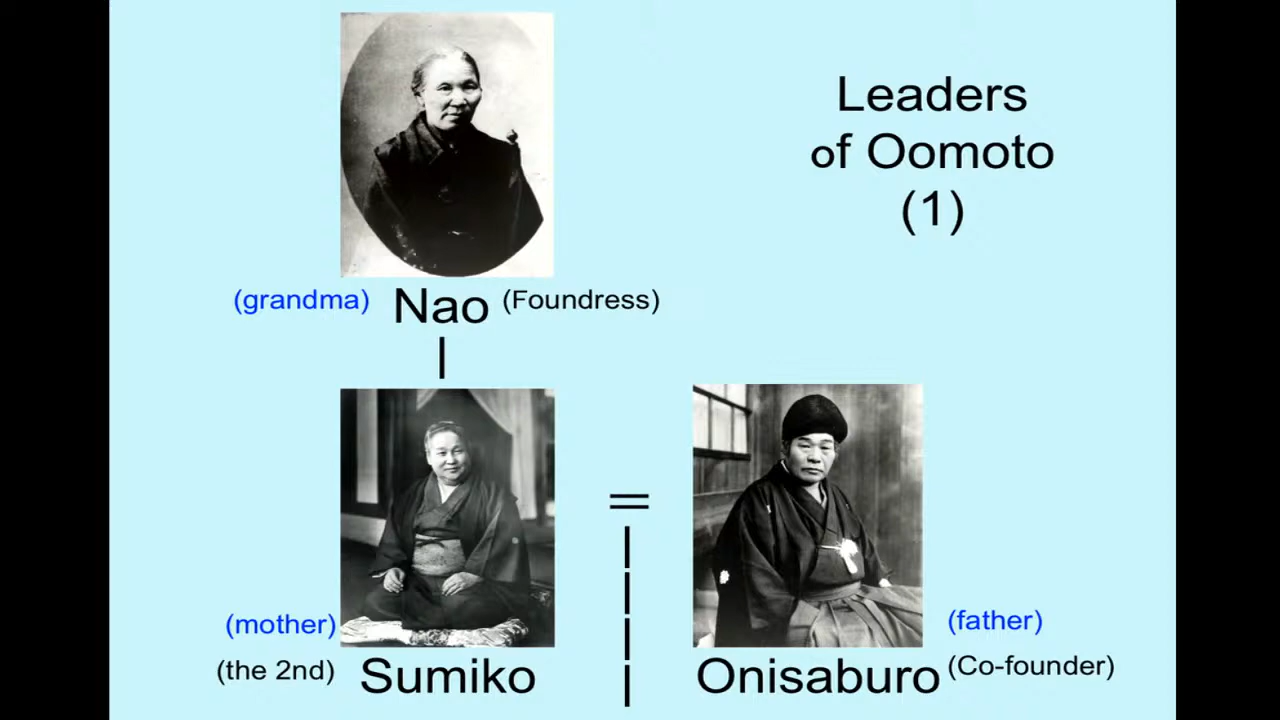 Leaders
of Oomoto
(1)
(grandma) Nao (Foundress)
(mother)
(the 2nd) Sumiko
(father)
Onisaburo (Co-founder)